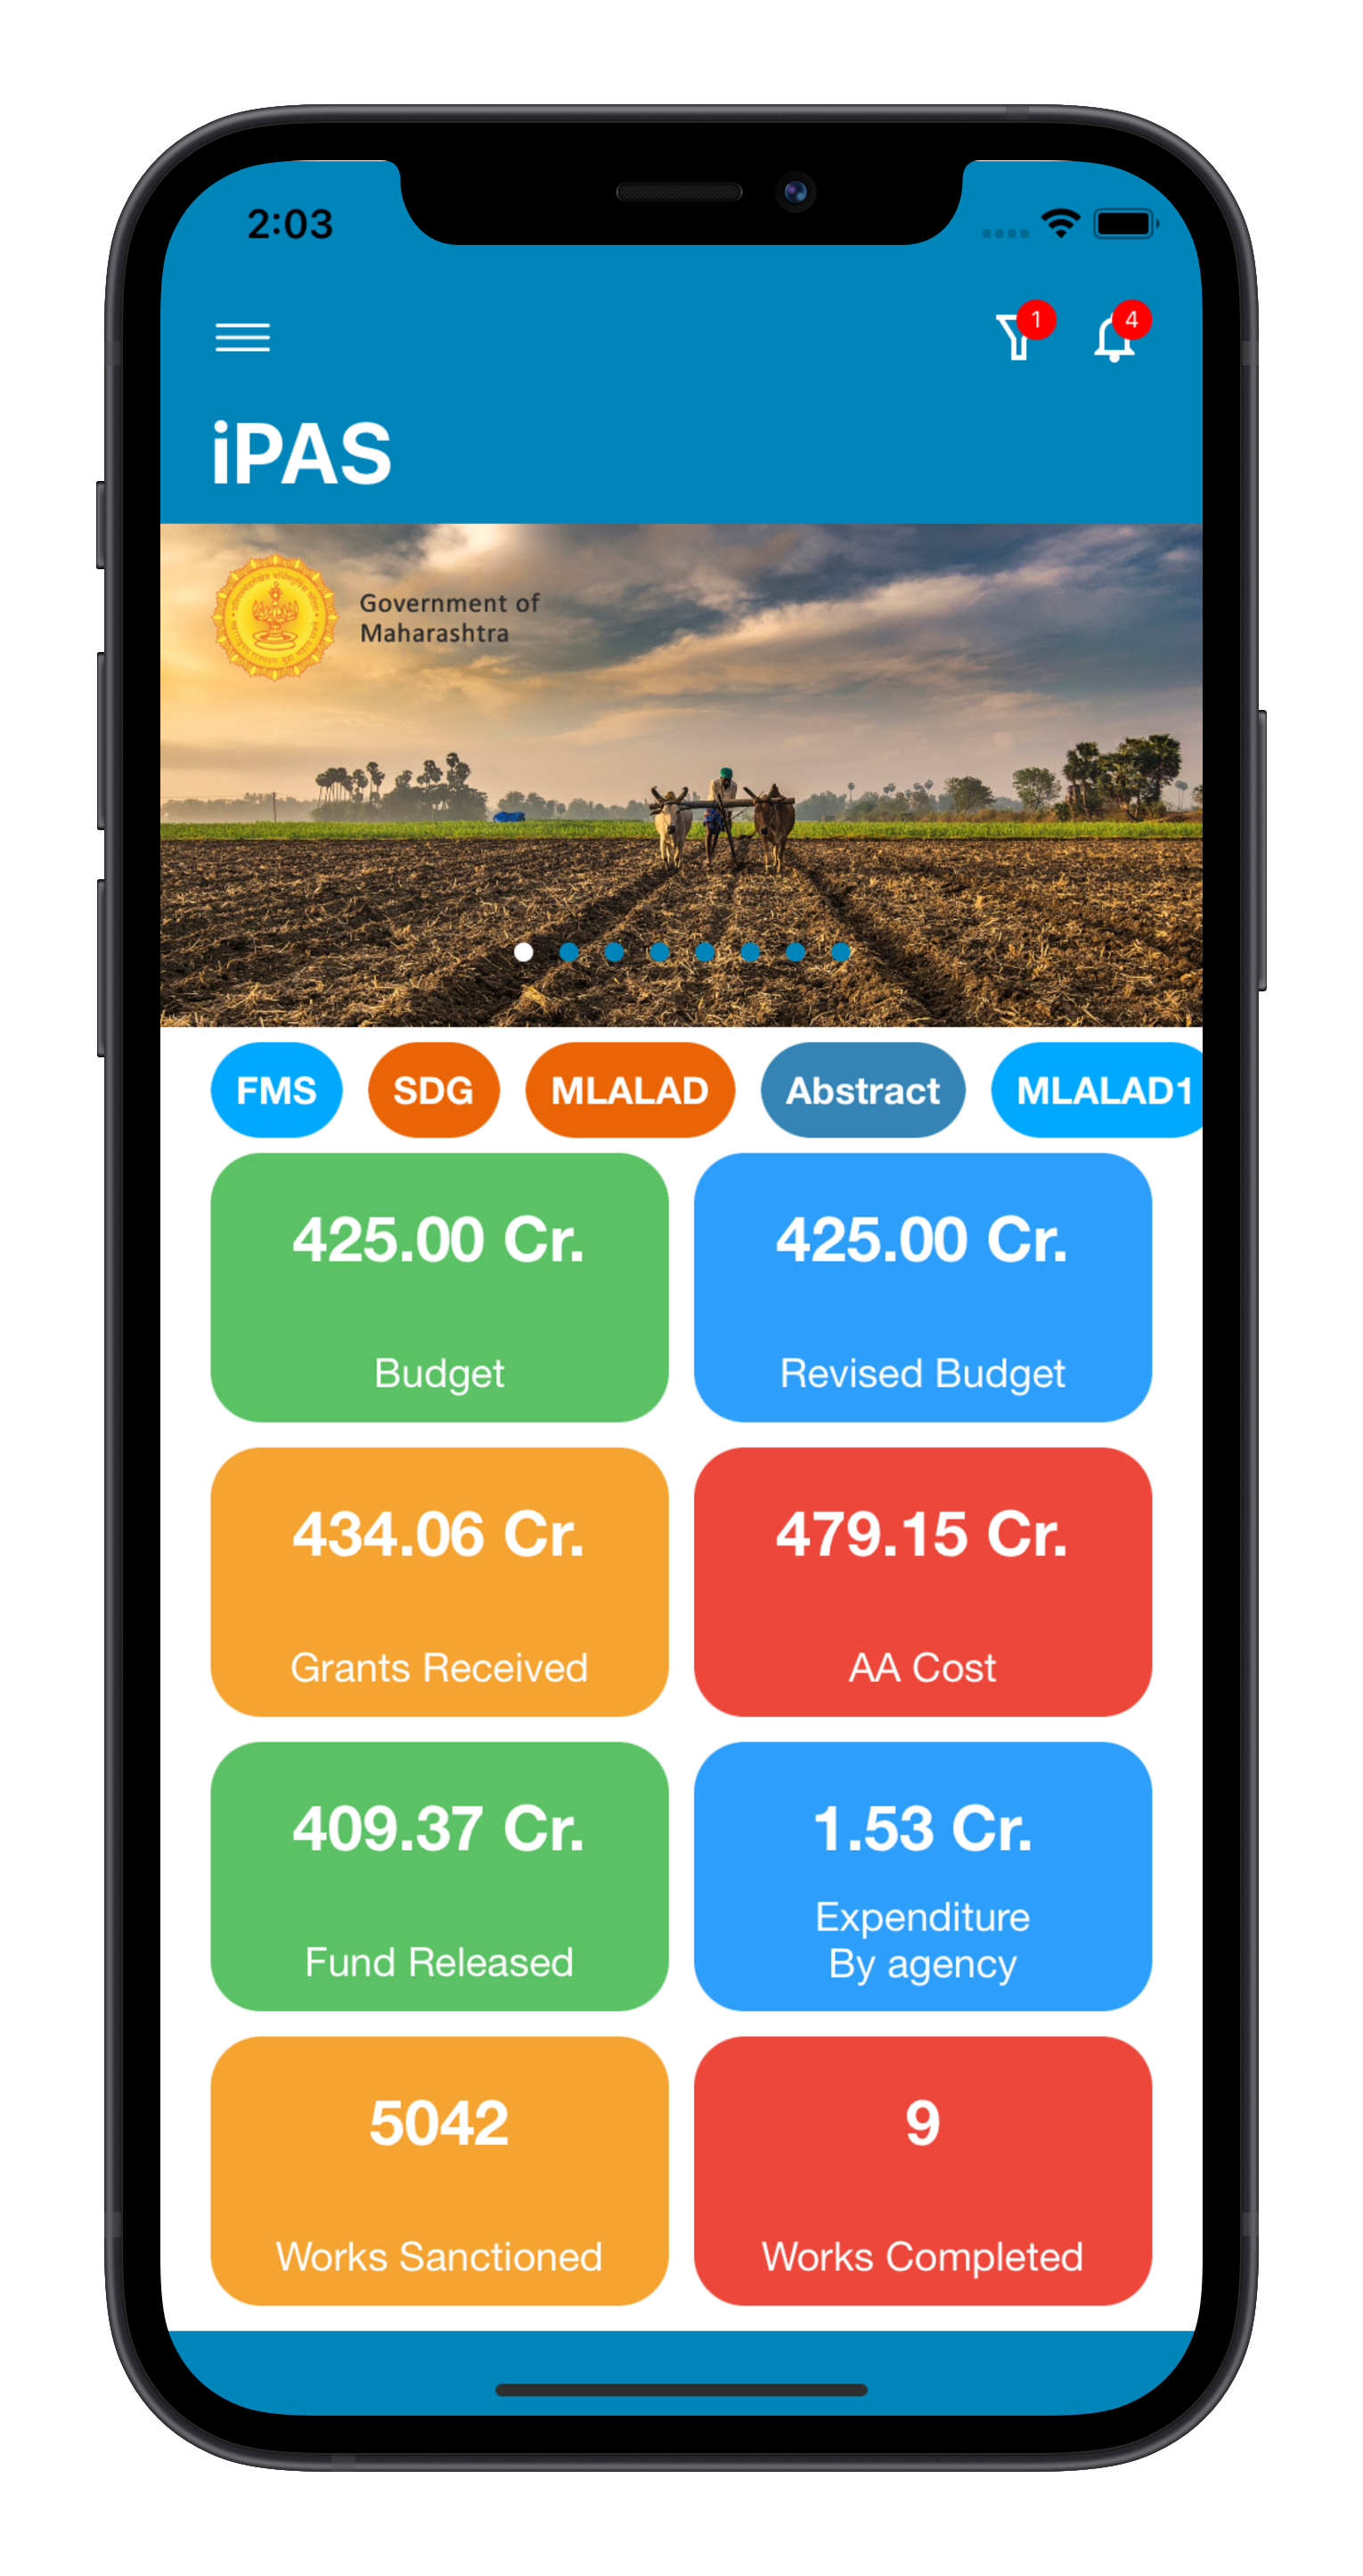 2:03
1
4
iPAS
Government of
Maharashtra
FMS
SDG
MLALAD
Abstract
MLALAD1
425.00 Cr.
Budget
425.00 Cr.
Revised Budget
434.06 Cr.
Grants Received
479.15 Cr.
AA Cost
409.37 Cr.
Fund Released
1.53 Cr.
Expenditure
By agency
5042
Works Sanctioned
9
Works Completed